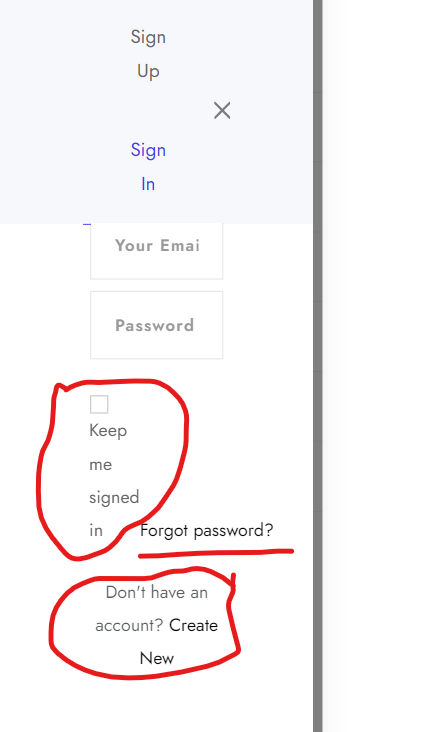 Sign
Up
Sign
In
Your Emai
Password
Keep
me
signed
in Forgot password?
Don't have an
account? Create
New